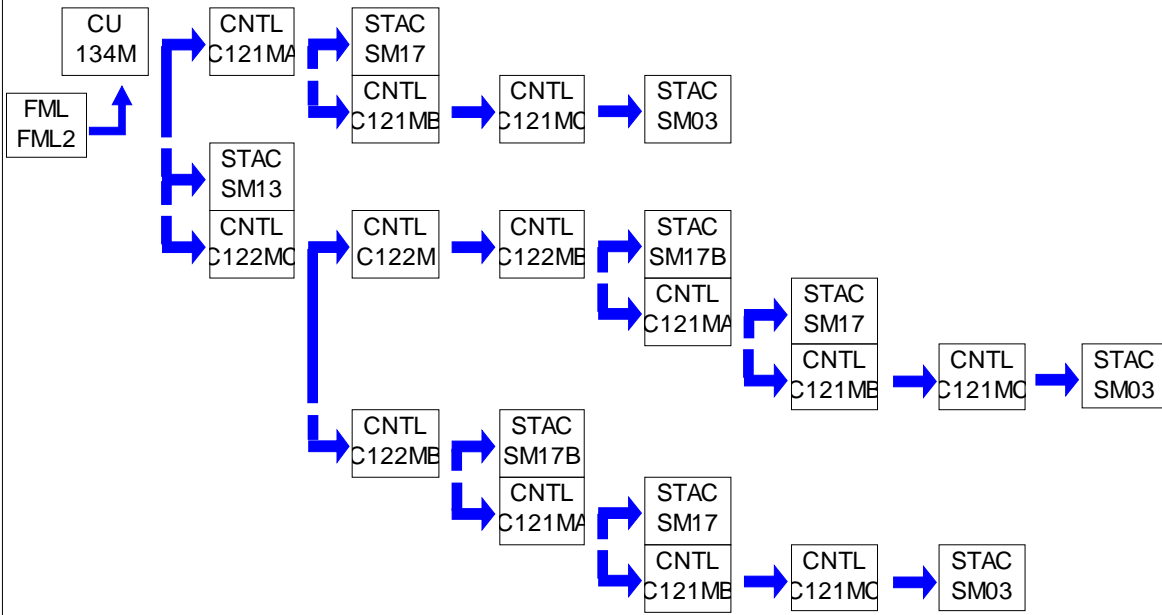 CU
134M
CNTL
C121MA
STAC
SM17
FML
FML2
CNTL
C121MB
CNTL
C121MC
STAC
SM03
STAC
SM13
CNTL
C122MC
CNTL
C122M
CNTL
C122MB
STAC
SM17B
CNTL
C121MA
STAC
SM17
CNTL
C121MB
CNTL
C121MC
STAC
SM03
CNTL
C122MB
STAC
SM17B
CNTL
C121MA
STAC
SM17
CNTL
C121MB
CNTL
C121MC
STAC
SM03